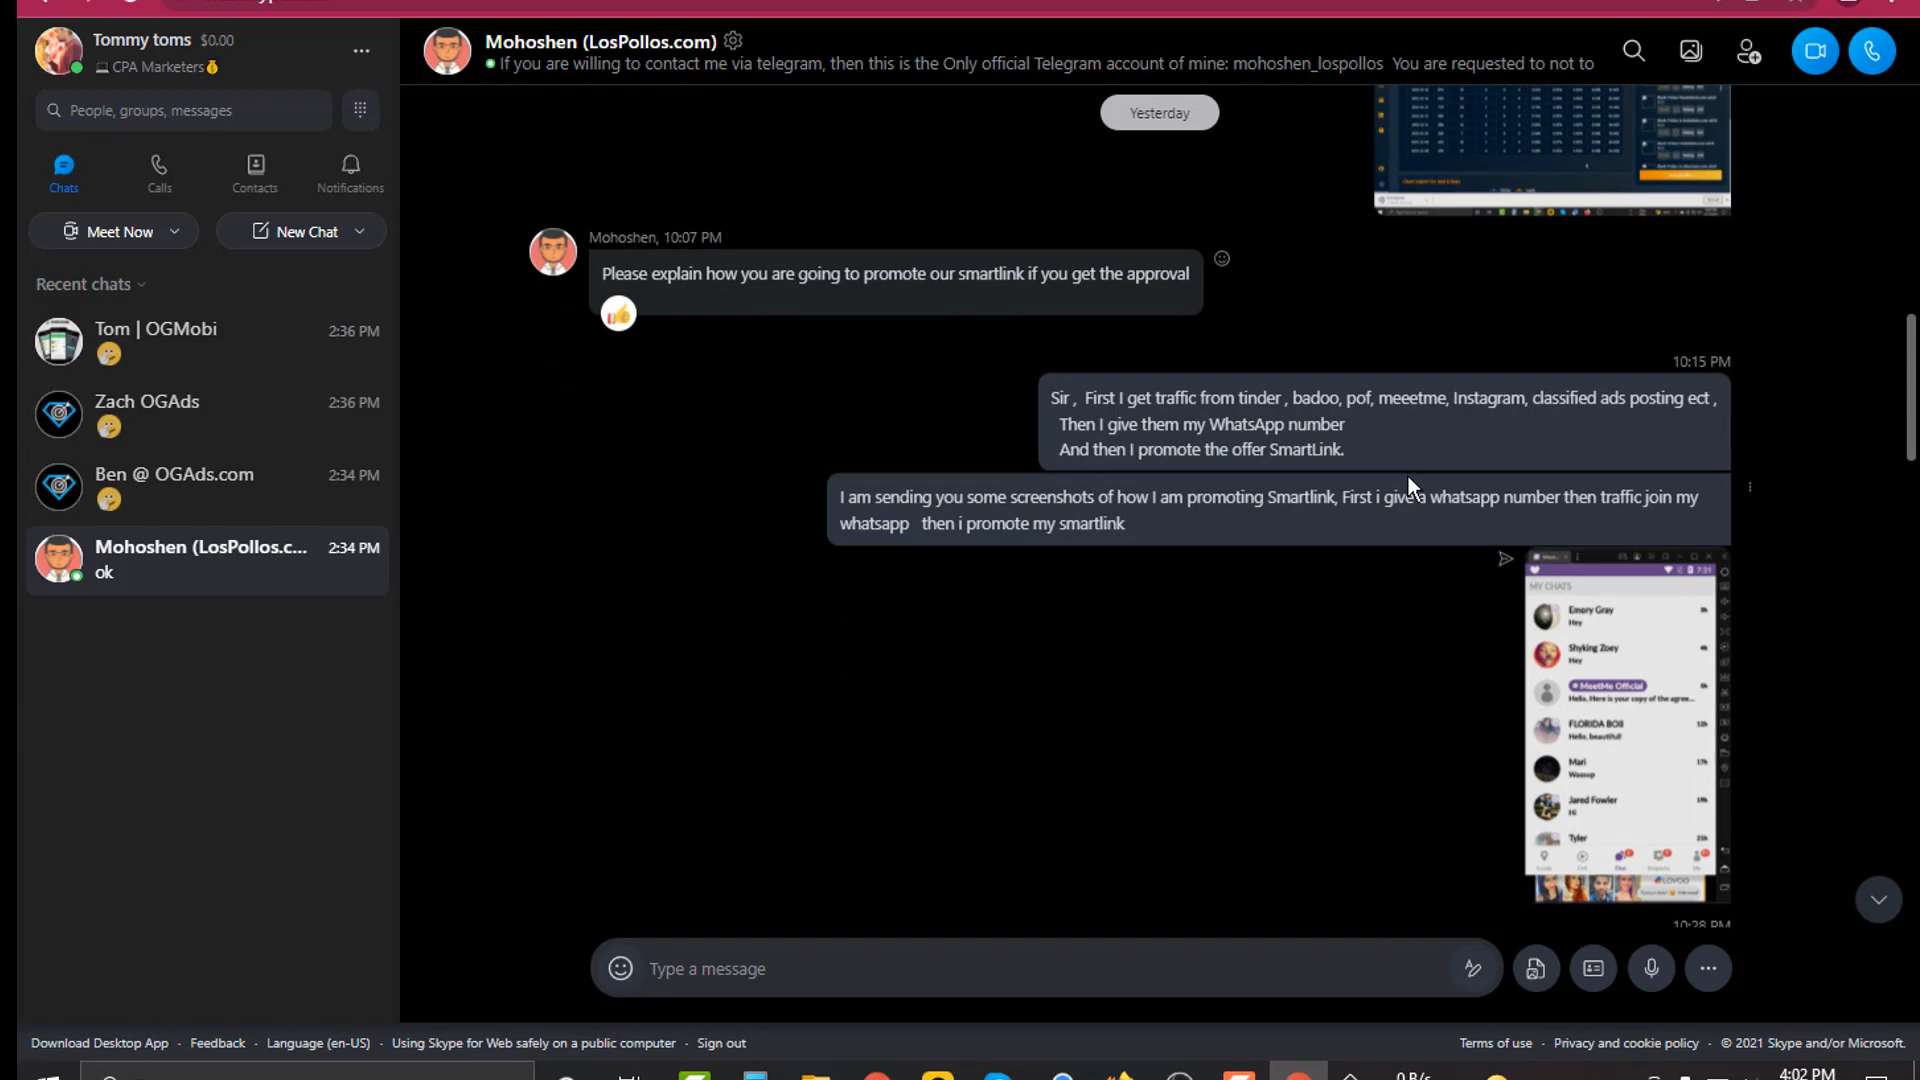 Tommy toms $0.00
CPA Marketers
People, groups, messages
Chats
Calls
Contacts
Notifications
Meet Now
New Chat
Recent chats
Tom | OGMobi 2:36 PM
Zach OGAds 2:36 PM
Ben @ OGAds.com 2:34 PM
Mohoshen (LosPollos.c... 2:34 PM
ok
Mohoshen (LosPollos.com)
If you are willing to contact me via telegram, then this is the Only official Telegram account of mine: mohoshen_lospollos You are requested to not to
Yesterday
Mohoshen, 10:07 PM
Please explain how you are going to promote our smartlink if you get the approval
10:15 PM
Sir , First I get traffic from tinder , badoo, pof, meeetme, Instagram, classified ads posting ect ,
Then I give them my WhatsApp number
And then I promote the offer SmartLink.
I am sending you some screenshots of how I am promoting Smartlink, First i give a whatsapp number then traffic join my
whatsapp then i promote my smartlink
7:31
MY CHATS
Emory Gray
Hey
Shyking Zoey
Hey
MeetMe Official
Hello, Here is your copy of the agree...
FLORIDA BOII
Hello, beautiful!
Mari
Wassup
Jared Fowler
Hi
Tyler
LOVOO
10:28 PM
Type a message
Download Desktop App
Feedback
Language (en-US)
Using Skype for Web safely on a public computer
Sign out
Terms of use
Privacy and cookie policy
© 2021 Skype and/or Microsoft.
4:02 PM